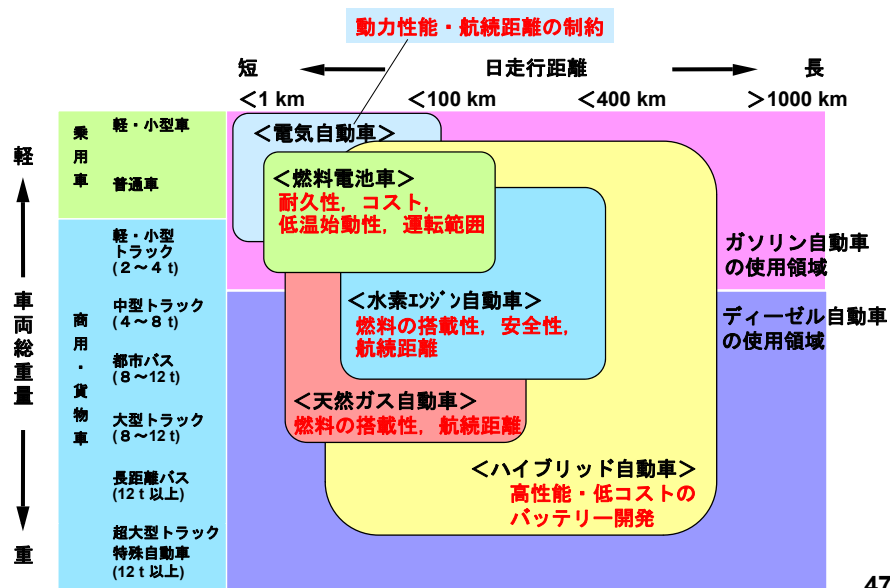 動力性能・航続距離の制約
短
日走行距離
長
＜1 km
＜100 km
＜400 km
＞1000 km
軽
車両総重量
重
乗用車
軽・小型車
普通車
商用・貨物車
軽・小型
トラック
(２～４ t)
中型トラック
(４～８ t)
都市バス
(８～12 t)
大型トラック
(８～12 t)
長距離バス
(12 t 以上)
超大型トラック
特殊自動車
(12 t 以上)
＜電気自動車＞
＜燃料電池車＞
耐久性, コスト,
低温始動性, 運転範囲
＜水素ｴﾝｼﾞﾝ自動車＞
燃料の搭載性, 安全性,
航続距離
＜天然ガス自動車＞
燃料の搭載性, 航続距離
＜ハイブリッド自動車＞
高性能・低コストの
バッテリー開発
ガソリン自動車
の使用領域
ディーゼル自動車
の使用領域
47